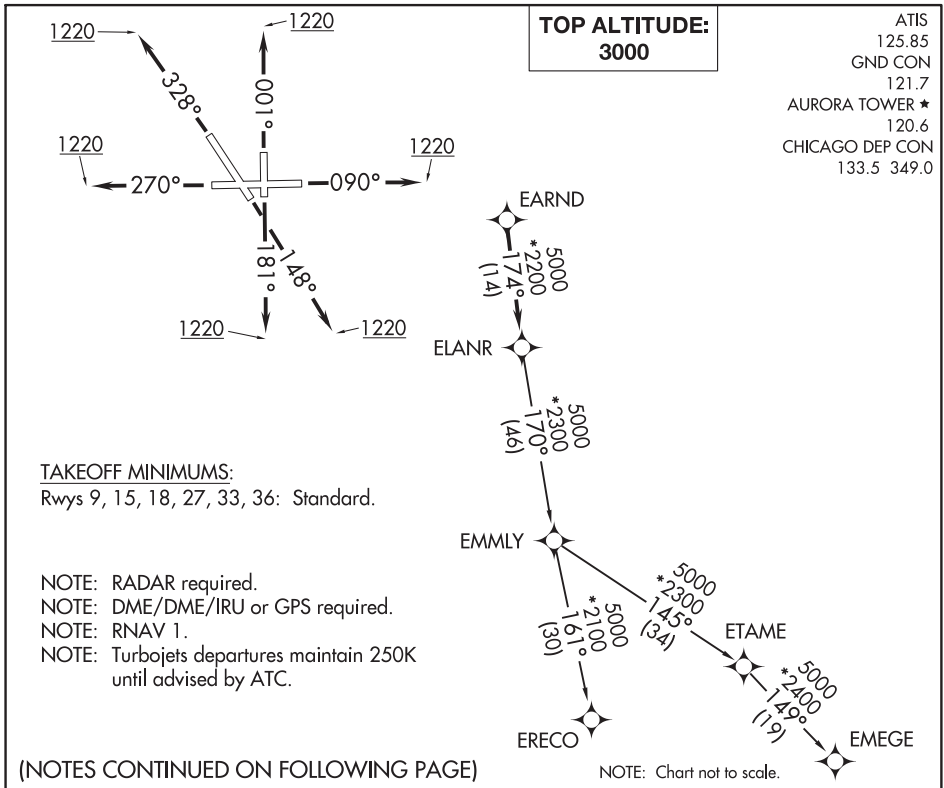 TOP ALTITUDE:
3000
ATIS
125.85
GND CON
121.7
AURORA TOWER ★
120.6
CHICAGO DEP CON
133.5 349.0
1220
1220
328°
001°
1220
1220
270°
090°
181°
148°
1220
1220
EARND
5000
*2200
174°
(14)
ELANR
5000
*2300
170°
(46)
EMMLY
5000
*2100
161°
(30)
ERECO
5000
*2300
145°
(34)
ETAME
5000
*2400
149°
(19)
EMEGE
TAKEOFF MINIMUMS:
Rwys 9, 15, 18, 27, 33, 36: Standard.
NOTE: RADAR required.
NOTE: DME/DME/IRU or GPS required.
NOTE: RNAV 1.
NOTE: Turbojets departures maintain 250K
until advised by ATC.
(NOTES CONTINUED ON FOLLOWING PAGE)
NOTE: Chart not to scale.